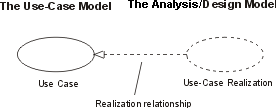 The Use-Case Model
The Analysis/Design Model
Use Case
Use-Case Realization
Realization relationship